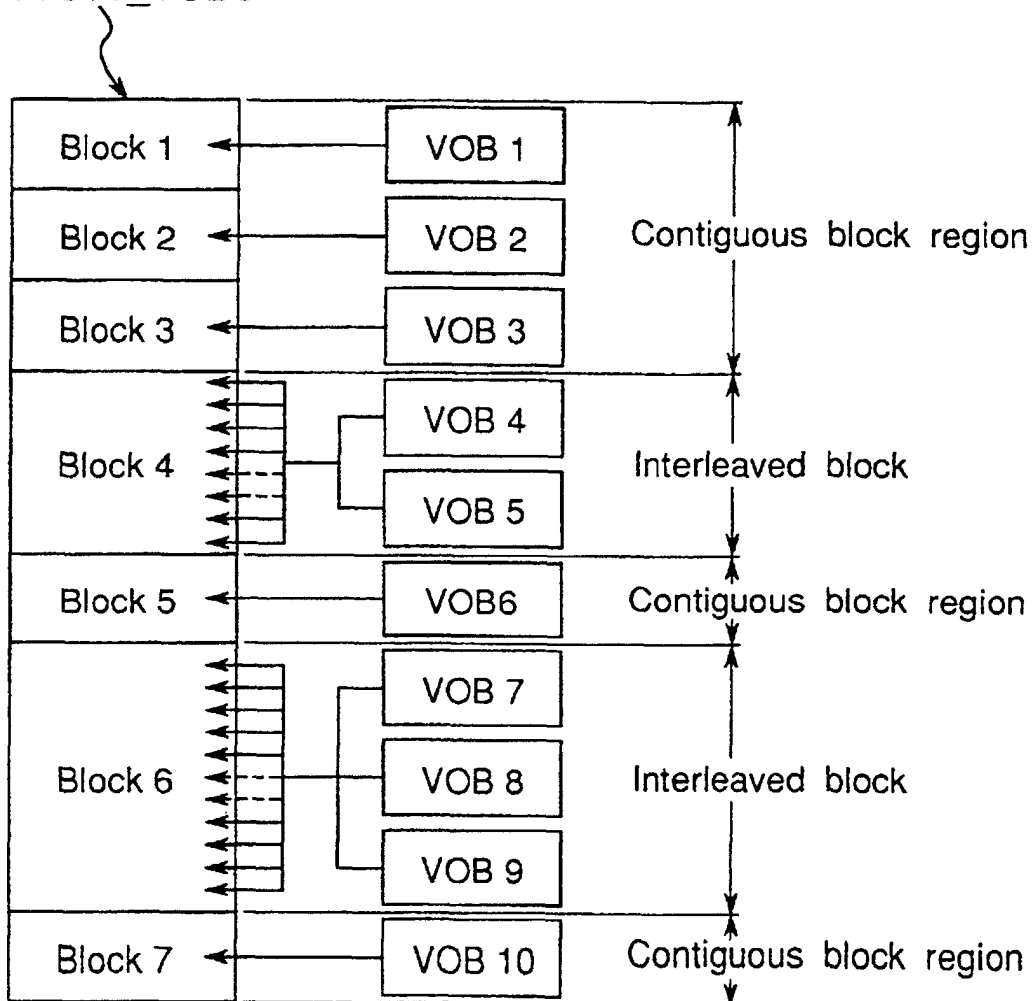 Block 1 VOB 1
Block 2 VOB 2 Contiguous block region
Block 3 VOB 3
VOB 4
Block 4 Interleaved block
VOB 5
Block 5 VOB6 Contiguous block region
VOB 7
Block 6 VOB 8 Interleaved block
VOB 9
Block 7 VOB 10 Contiguous block region